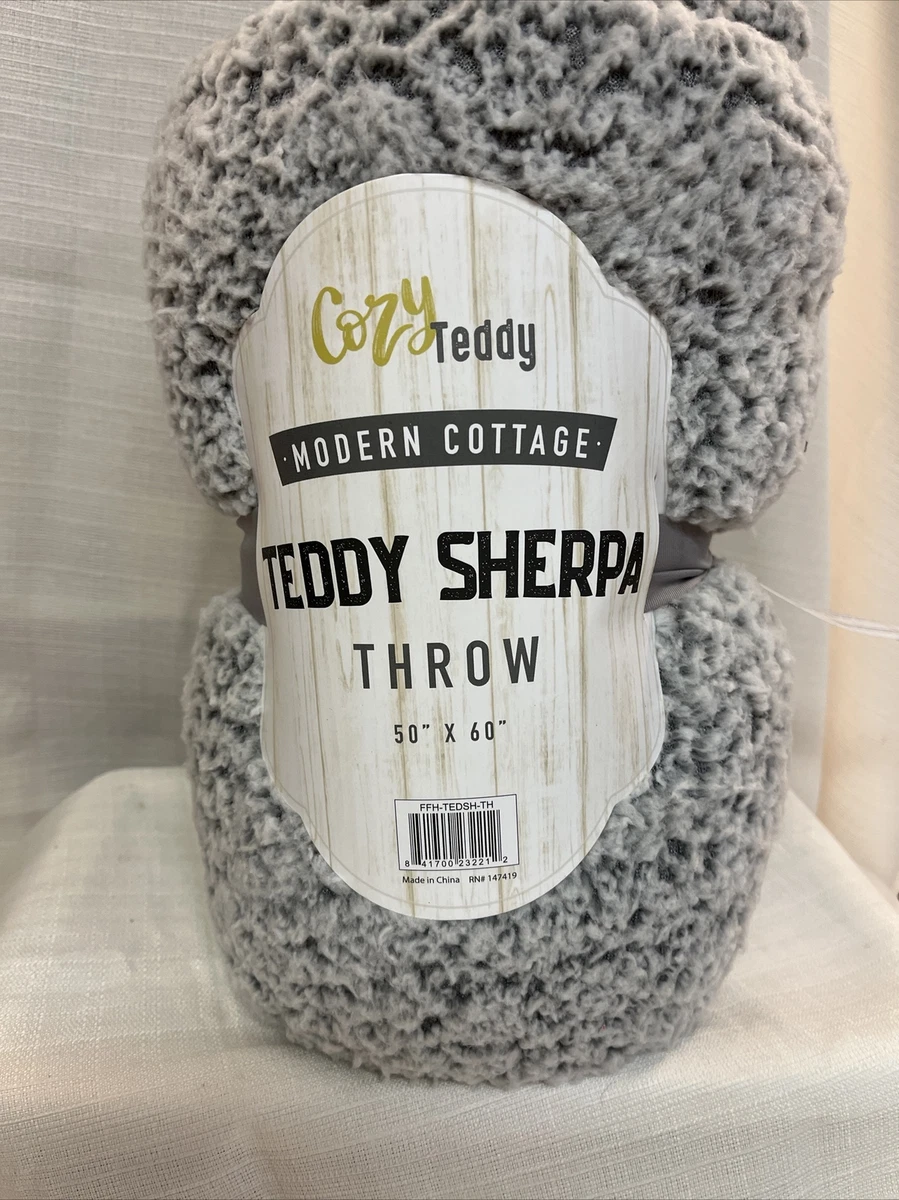 Cozy
Teddy
·MODERN COTTAGE·
TEDDY SHERPA
THROW
50” X 60”
FFH-TEDSH-TH
8 41700 23221 2
Made in China RN# 147419